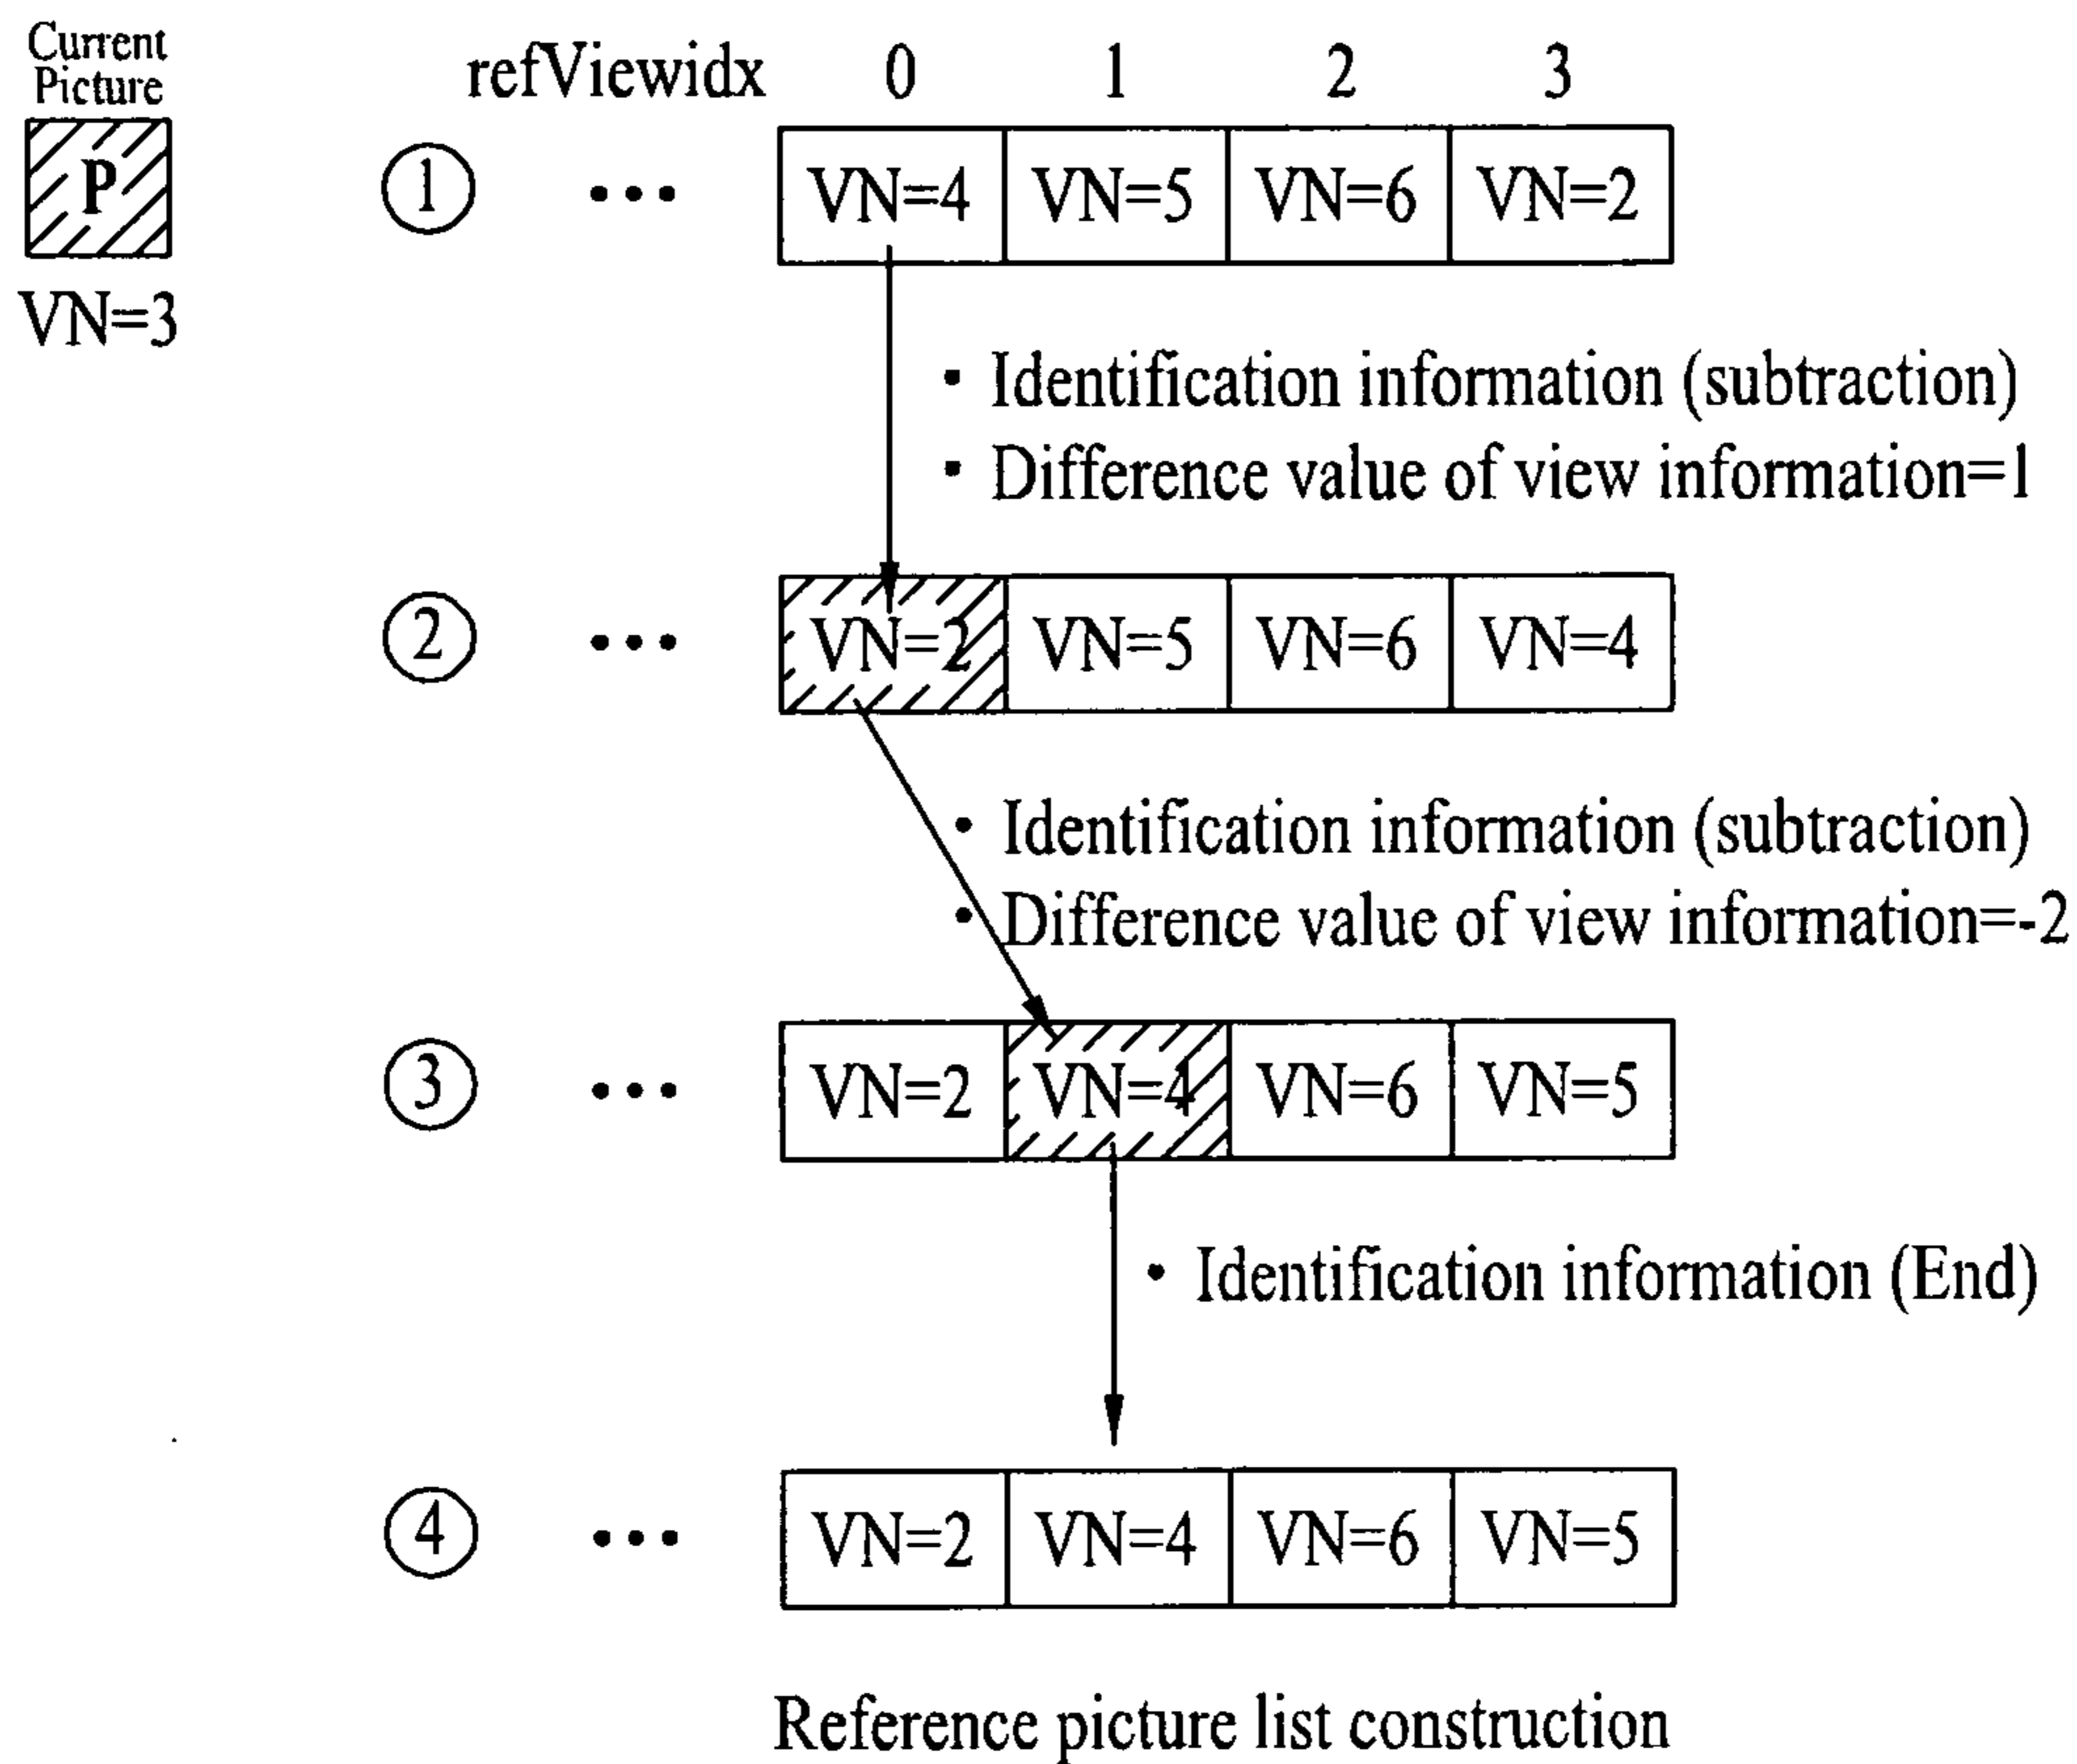 Current
Picture
P
VN=3
refViewidx 0 1 2 3
1 ••• VN=4 VN=5 VN=6 VN=2
• Identification information (subtraction)
• Difference value of view information=1
2 ••• VN=2 VN=5 VN=6 VN=4
• Identification information (subtraction)
• Difference value of view information=-2
3 ••• VN=2 VN=4 VN=6 VN=5
• Identification information (End)
4 ••• VN=2 VN=4 VN=6 VN=5
Reference picture list construction